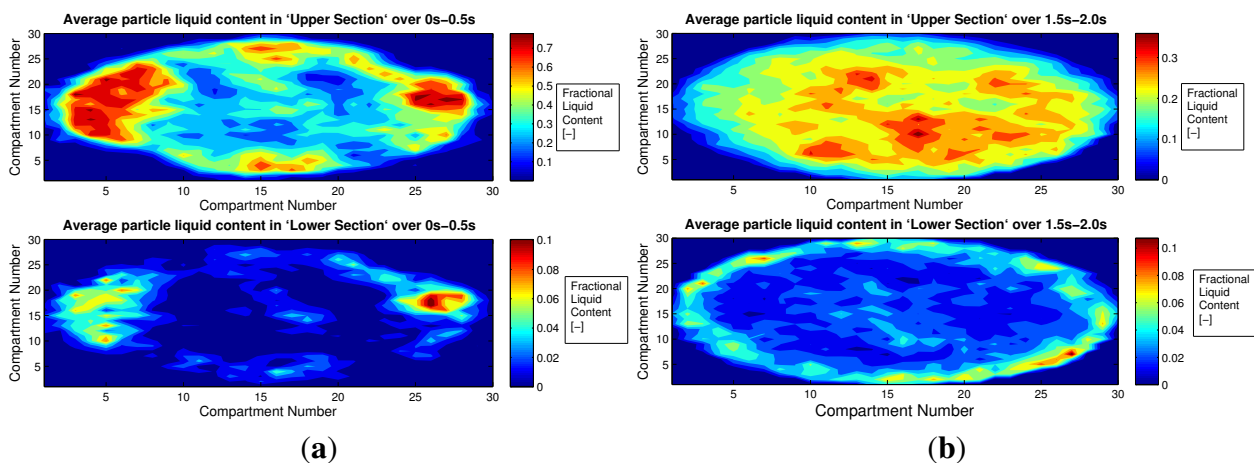 Average particle liquid content in ‘Upper Section‘ over 0s−0.5s
Compartment Number
30
25
20
15
10
5
5 10 15 20 25 30
Compartment Number
0.7
0.6
0.5
0.4
0.3
0.2
0.1
Fractional
Liquid
Content
[−]
Average particle liquid content in ‘Lower Section‘ over 0s−0.5s
Compartment Number
30
25
20
15
10
5
5 10 15 20 25 30
Compartment Number
0.1
0.08
0.06
0.04
0.02
0
Fractional
Liquid
Content
[−]
(a)
Average particle liquid content in ‘Upper Section‘ over 1.5s−2.0s
Compartment Number
30
25
20
15
10
5
5 10 15 20 25 30
Compartment Number
0.3
0.2
0.1
0
Fractional
Liquid
Content
[−]
Average particle liquid content in ‘Lower Section‘ over 1.5s−2.0s
Compartment Number
30
25
20
15
10
5
5 10 15 20 25 30
Compartment Number
0.1
0.08
0.06
0.04
0.02
0
Fractional
Liquid
Content
[−]
(b)